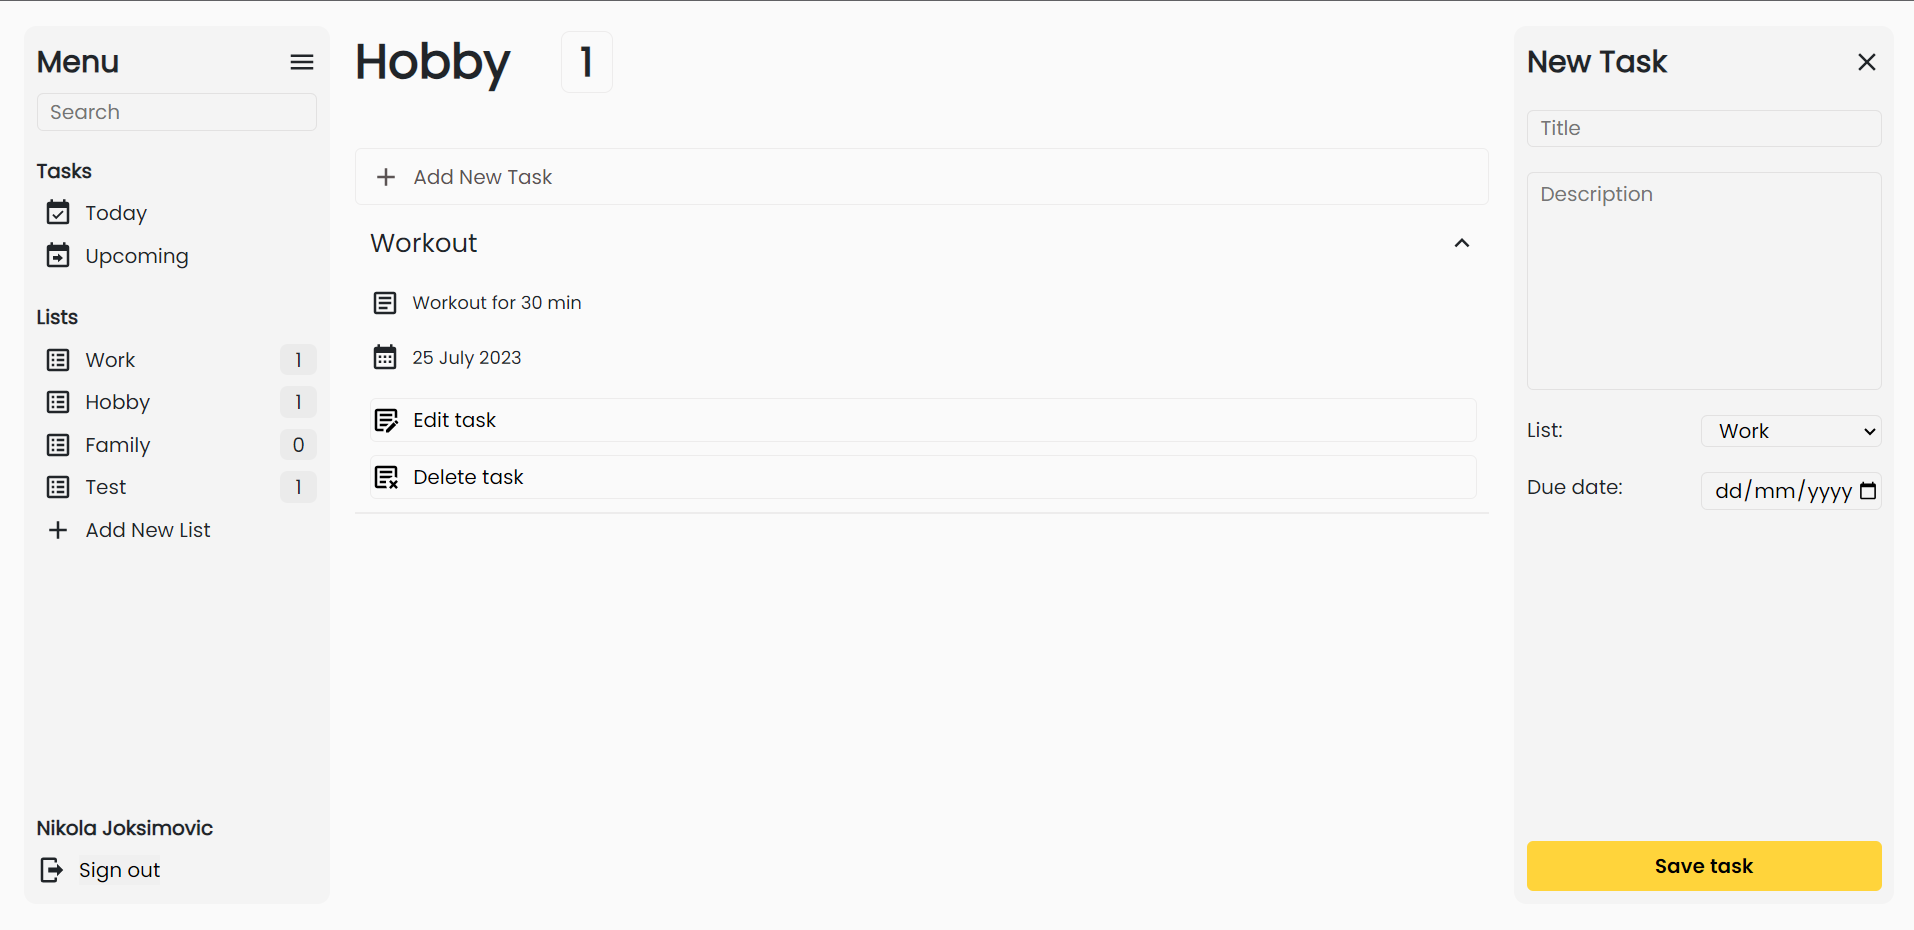 Menu
Search
Tasks
Today
Upcoming
Lists
Work 1
Hobby 1
Family 0
Test 1
Add New List
Nikola Joksimovic
Sign out
Hobby 1
Add New Task
Workout
Workout for 30 min
25 July 2023
Edit task
Delete task
New Task
Title
Description
List: Work
Due date: dd/mm/yyyy
Save task